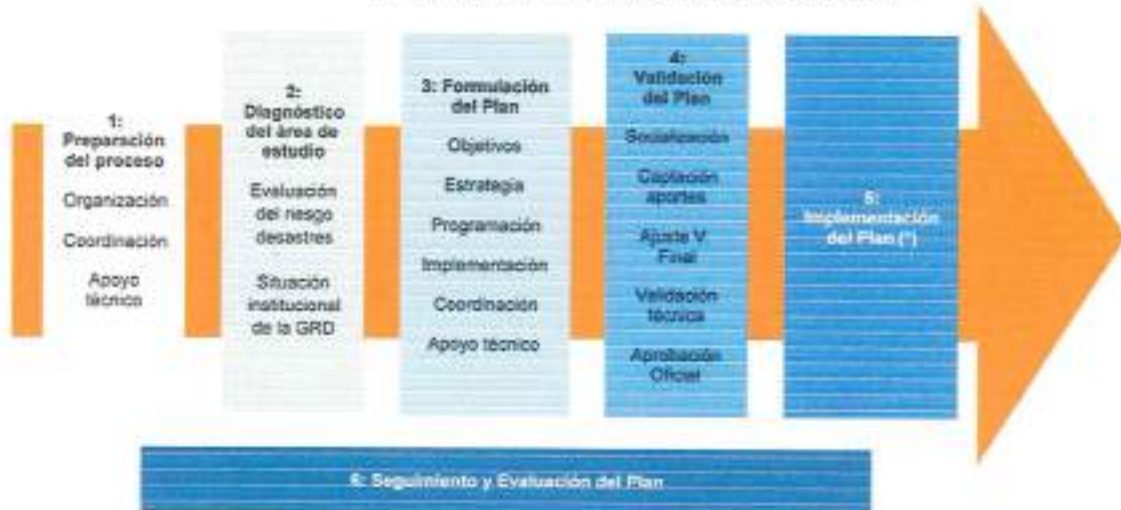 1:
Preparación
del proceso
Organización
Coordinación
Apoyo
técnico
2:
Diagnóstico
del área de
estudio
Evaluación
del riesgo
desastres
Situación
institucional
de la GRD
3: Formulación
del Plan
Objetivos
Estrategia
Programación
Implementación
Coordinación
Apoyo técnico
4:
Validación
del Plan
Socialización
Captación
aportes
Ajuste V
Final
Validación
técnica
Aprobación
Oficial
5:
Implementación
del Plan (*)
6: Seguimiento y Evaluación del Plan